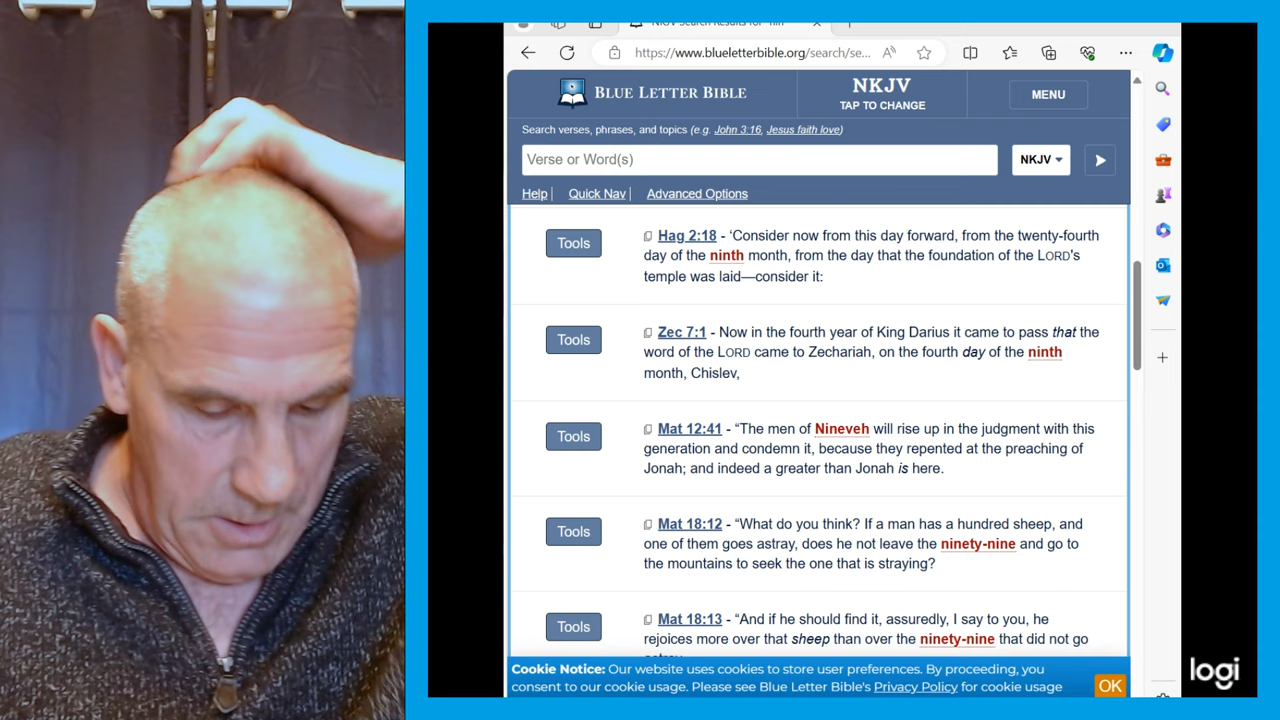 https://www.blueletterbible.org/search/se...
BLUE LETTER BIBLE
NKJV
TAP TO CHANGE
MENU
Search verses, phrases, and topics (e.g. John 3:16, Jesus faith love)
Verse or Word(s)
NKJV
Help | Quick Nav | Advanced Options
Tools
Hag 2:18 - ‘Consider now from this day forward, from the twenty-fourth
day of the ninth month, from the day that the foundation of the LORD's
temple was laid—consider it:
Tools
Zec 7:1 - Now in the fourth year of King Darius it came to pass that the
word of the LORD came to Zechariah, on the fourth day of the ninth
month, Chislev,
Tools
Mat 12:41 - “The men of Nineveh will rise up in the judgment with this
generation and condemn it, because they repented at the preaching of
Jonah; and indeed a greater than Jonah is here.
Tools
Mat 18:12 - “What do you think? If a man has a hundred sheep, and
one of them goes astray, does he not leave the ninety-nine and go to
the mountains to seek the one that is straying?
Tools
Mat 18:13 - “And if he should find it, assuredly, I say to you, he
rejoices more over that sheep than over the ninety-nine that did not go
Cookie Notice: Our website uses cookies to store user preferences. By proceeding, you
consent to our cookie usage. Please see Blue Letter Bible's Privacy Policy for cookie usage
OK
logi